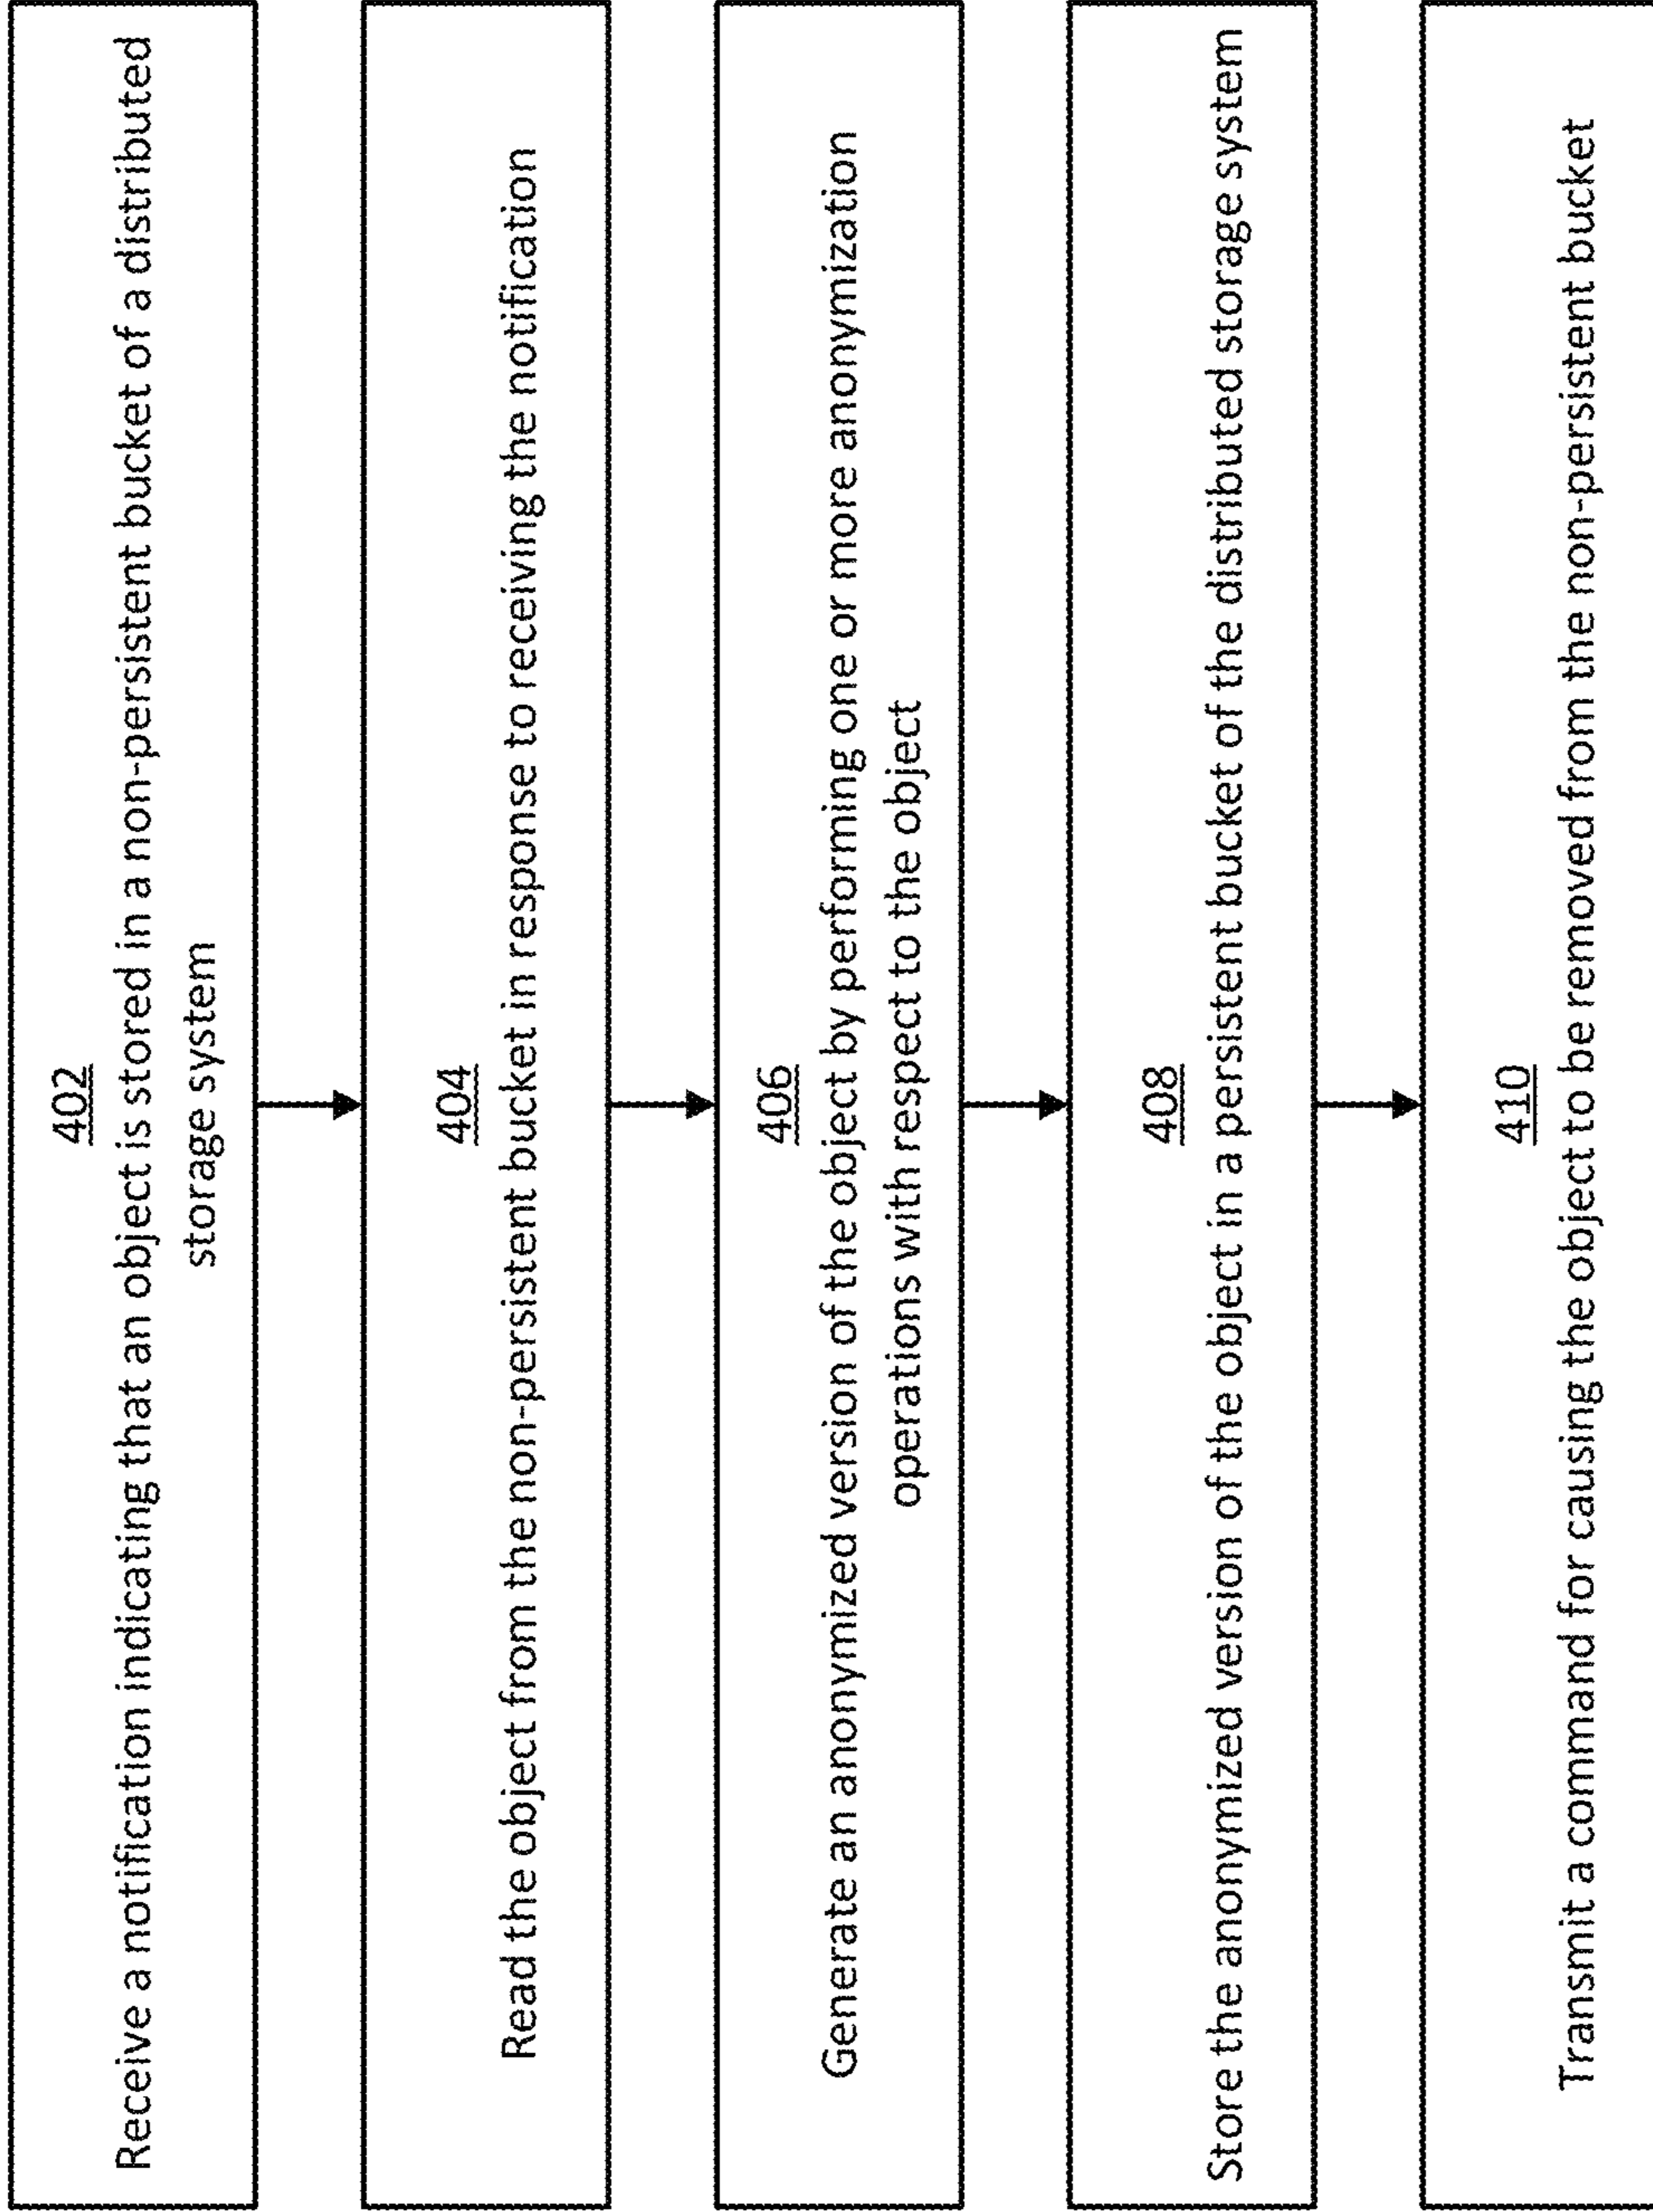 402
Receive a notification indicating that an object is stored in a non-persistent bucket of a distributed
storage system
404
Read the object from the non-persistent bucket in response to receiving the notification
406
Generate an anonymized version of the object by performing one or more anonymization
operations with respect to the object
408
Store the anonymized version of the object in a persistent bucket of the distributed storage system
410
Transmit a command for causing the object to be removed from the non-persistent bucket